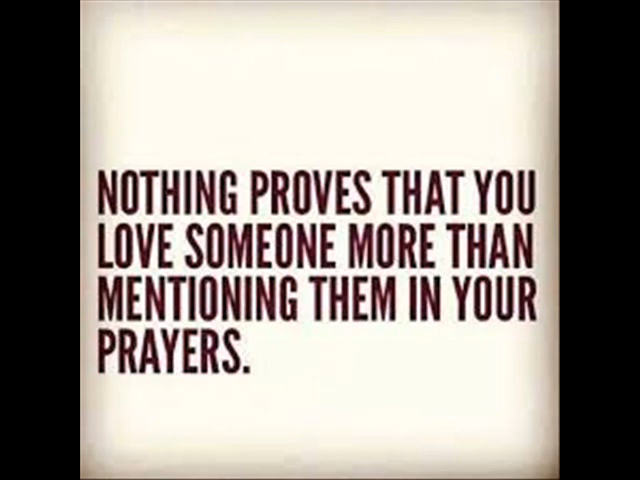 NOTHING PROVES THAT YOU
LOVE SOMEONE MORE THAN
MENTIONING THEM IN YOUR
PRAYERS.